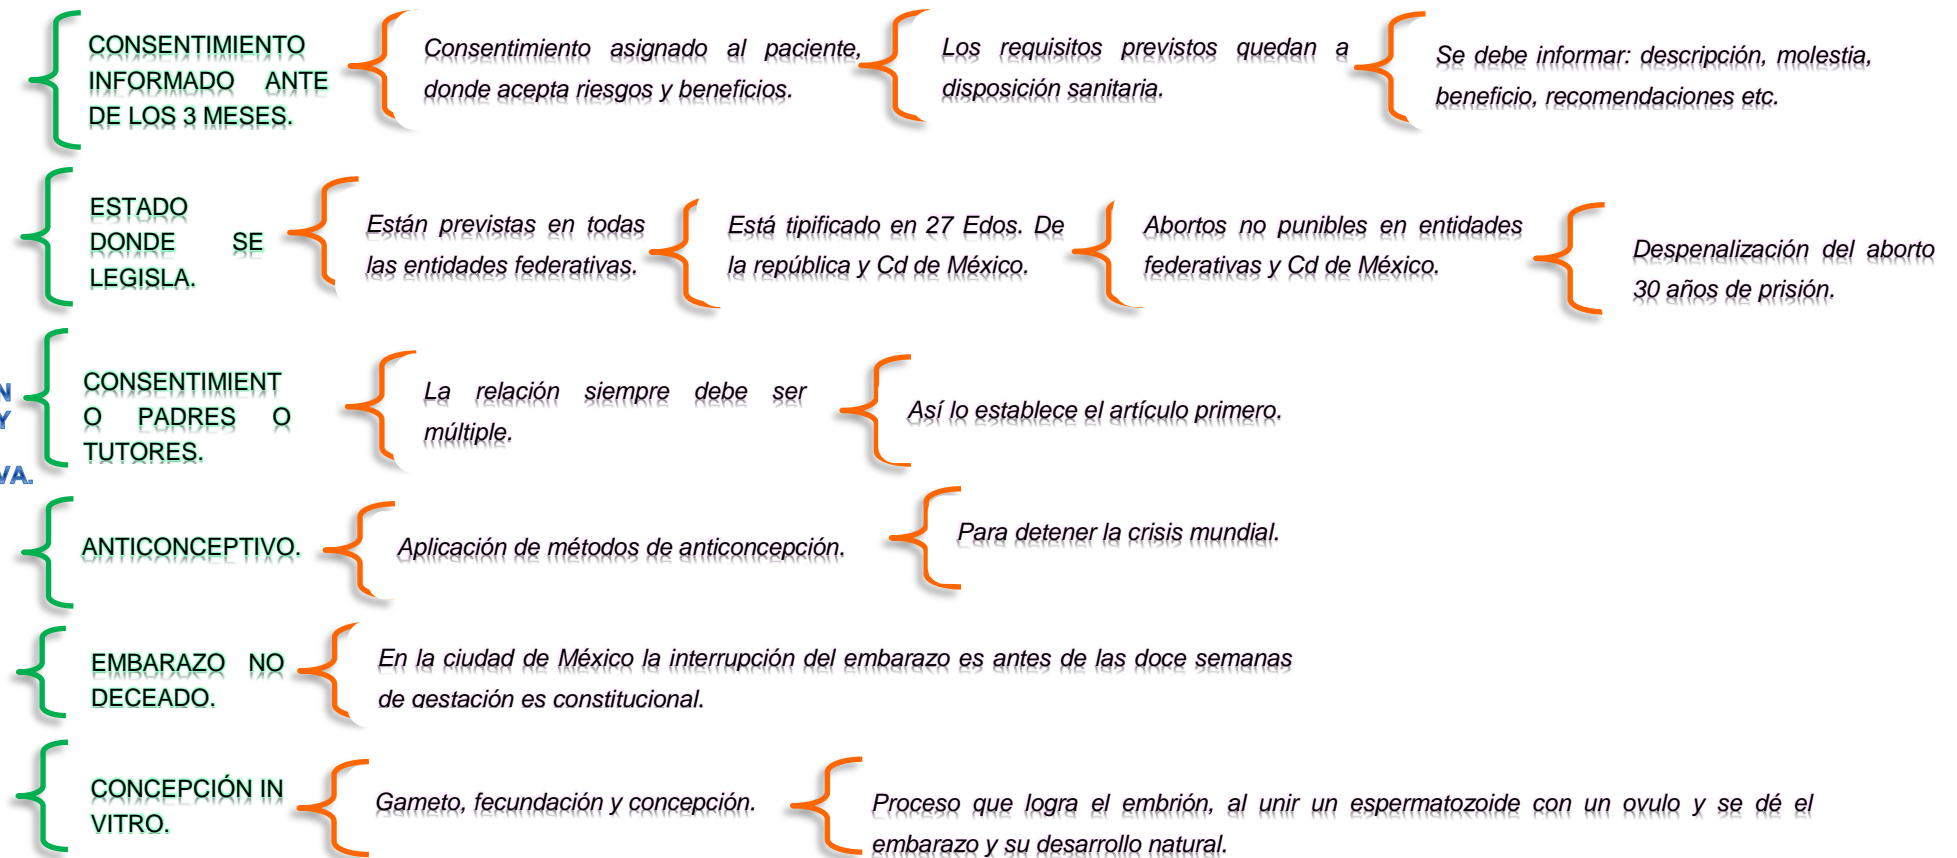 CONSENTIMIENTO
INFORMADO ANTE
DE LOS 3 MESES.
Consentimiento asignado al paciente,
donde acepta riesgos y beneficios.
Los requisitos previstos quedan a
disposición sanitaria.
Se debe informar: descripción, molestia,
beneficio, recomendaciones etc.
ESTADO
DONDE SE
LEGISLA.
Están previstas en todas
las entidades federativas.
Está tipificado en 27 Edos. De
la república y Cd de México.
Abortos no punibles en entidades
federativas y Cd de México.
Despenalización del aborto
30 años de prisión.
N
Y
VA.
CONSENTIMIENT
O PADRES O
TUTORES.
La relación siempre debe ser
múltiple.
Así lo establece el artículo primero.
ANTICONCEPTIVO.
Aplicación de métodos de anticoncepción.
Para detener la crisis mundial.
EMBARAZO NO
DECEADO.
En la ciudad de México la interrupción del embarazo es antes de las doce semanas
de gestación es constitucional.
CONCEPCIÓN IN
VITRO.
Gameto, fecundación y concepción.
Proceso que logra el embrión, al unir un espermatozoide con un ovulo y se dé el
embarazo y su desarrollo natural.